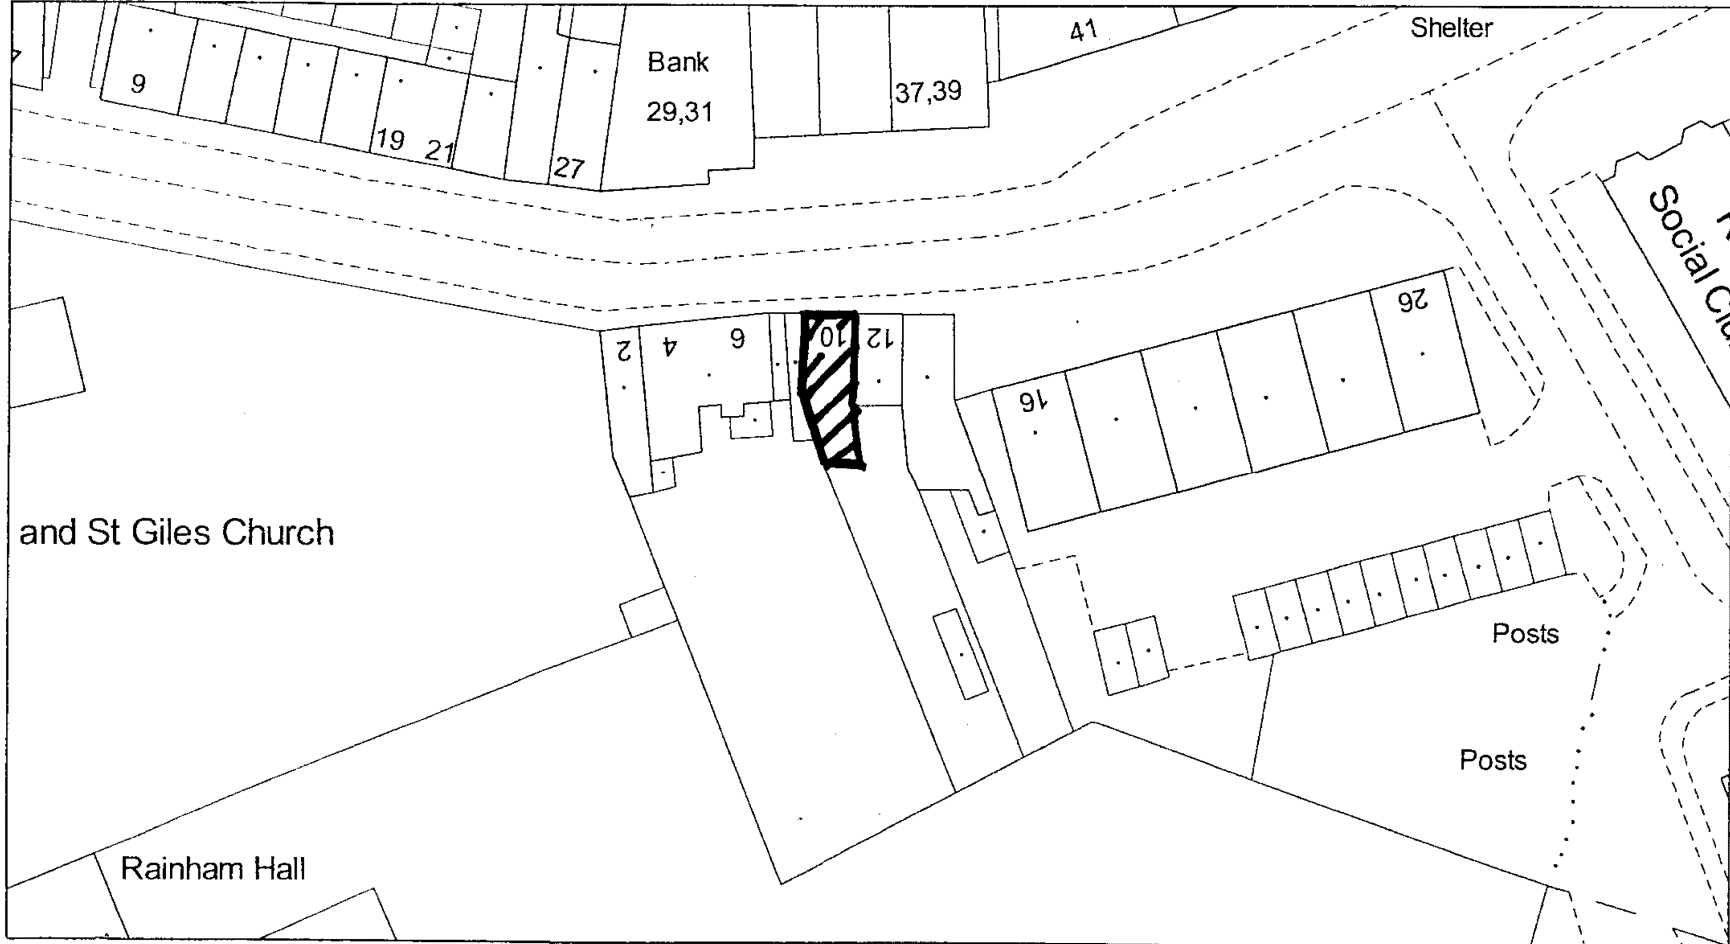 Shelter
41
Bank
29,31
37,39
9
19
21
27
Social Clu
2
4
6
10
12
16
26
and St Giles Church
Posts
Posts
Rainham Hall